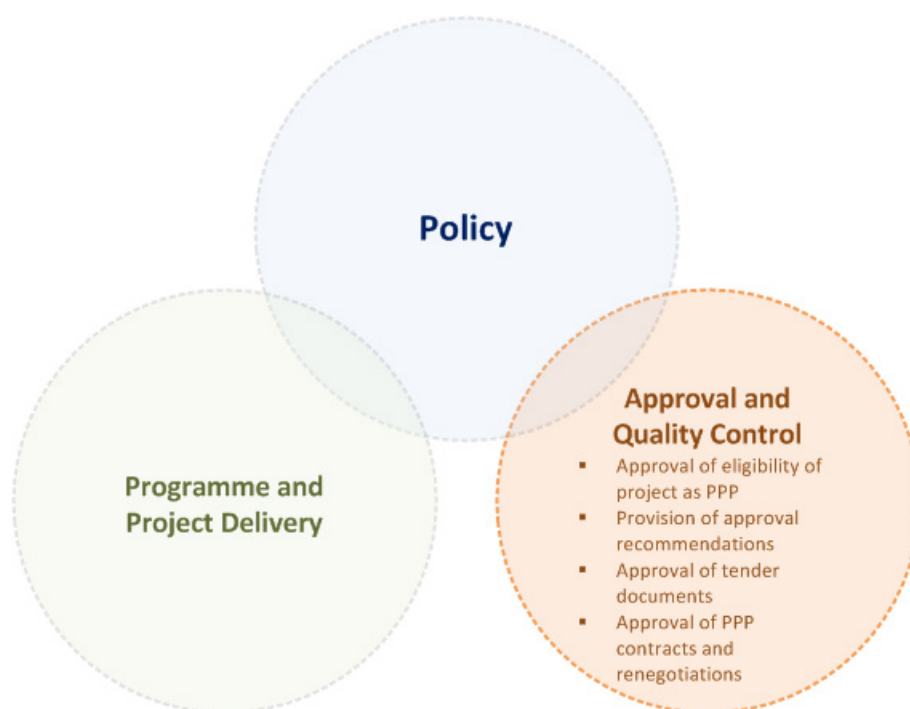 Policy
Programme and
Project Delivery
Approval and
Quality Control
▪ Approval of eligibility of
project as PPP
▪ Provision of approval
recommendations
▪ Approval of tender
documents
▪ Approval of PPP
contracts and
renegotiations